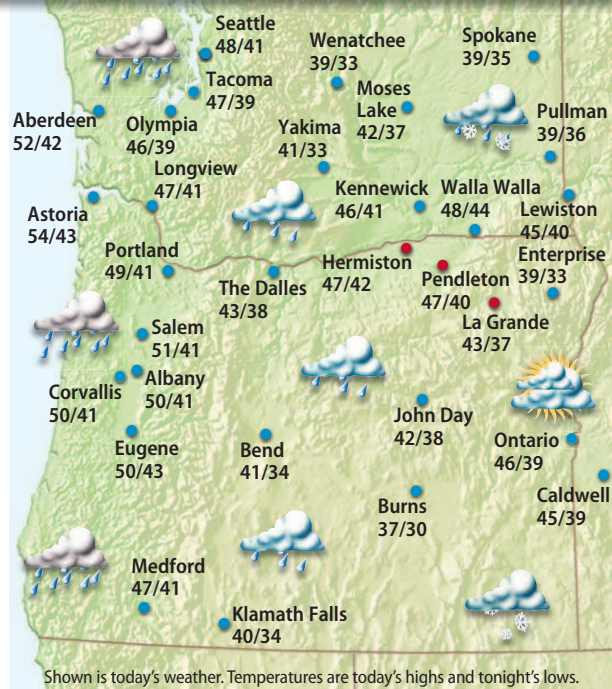 Seattle
48/41
Wenatchee
39/33
Spokane
39/35
Tacoma
47/39
Moses
Lake
42/37
Aberdeen
52/42
Olympia
46/39
Yakima
41/33
Pullman
39/36
Longview
47/41
Kennewick
46/41
Walla Walla
48/44
Lewiston
45/40
Astoria
54/43
Portland
49/41
The Dalles
43/38
Hermiston
47/42
Pendleton
47/40
Enterprise
39/33
La Grande
43/37
Salem
51/41
Corvallis
50/41
Albany
50/41
John Day
42/38
Ontario
46/39
Eugene
50/43
Bend
41/34
Caldwell
45/39
Burns
37/30
Medford
47/41
Klamath Falls
40/34
Shown is today's weather. Temperatures are today's highs and tonight's lows.